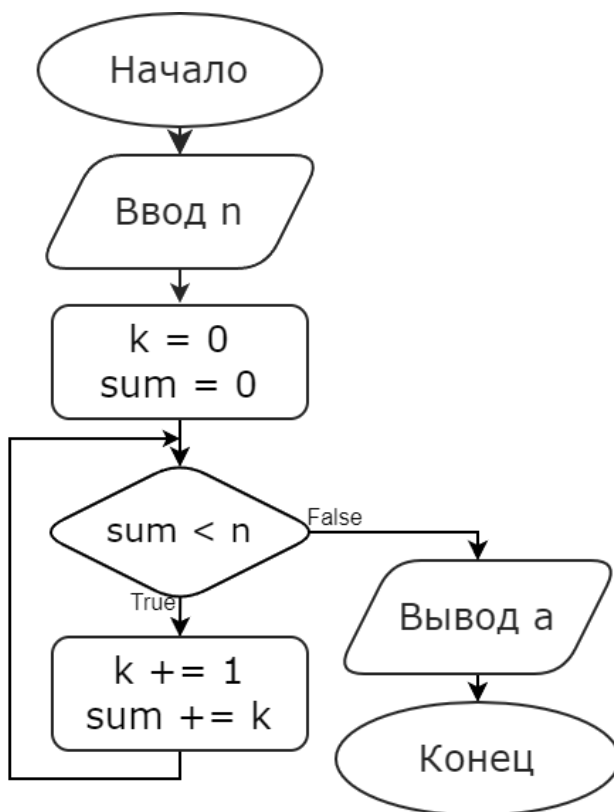 Начало
Ввод n
k = 0
sum = 0
sum < n
False
True
k += 1
sum += k
Вывод a
Конец